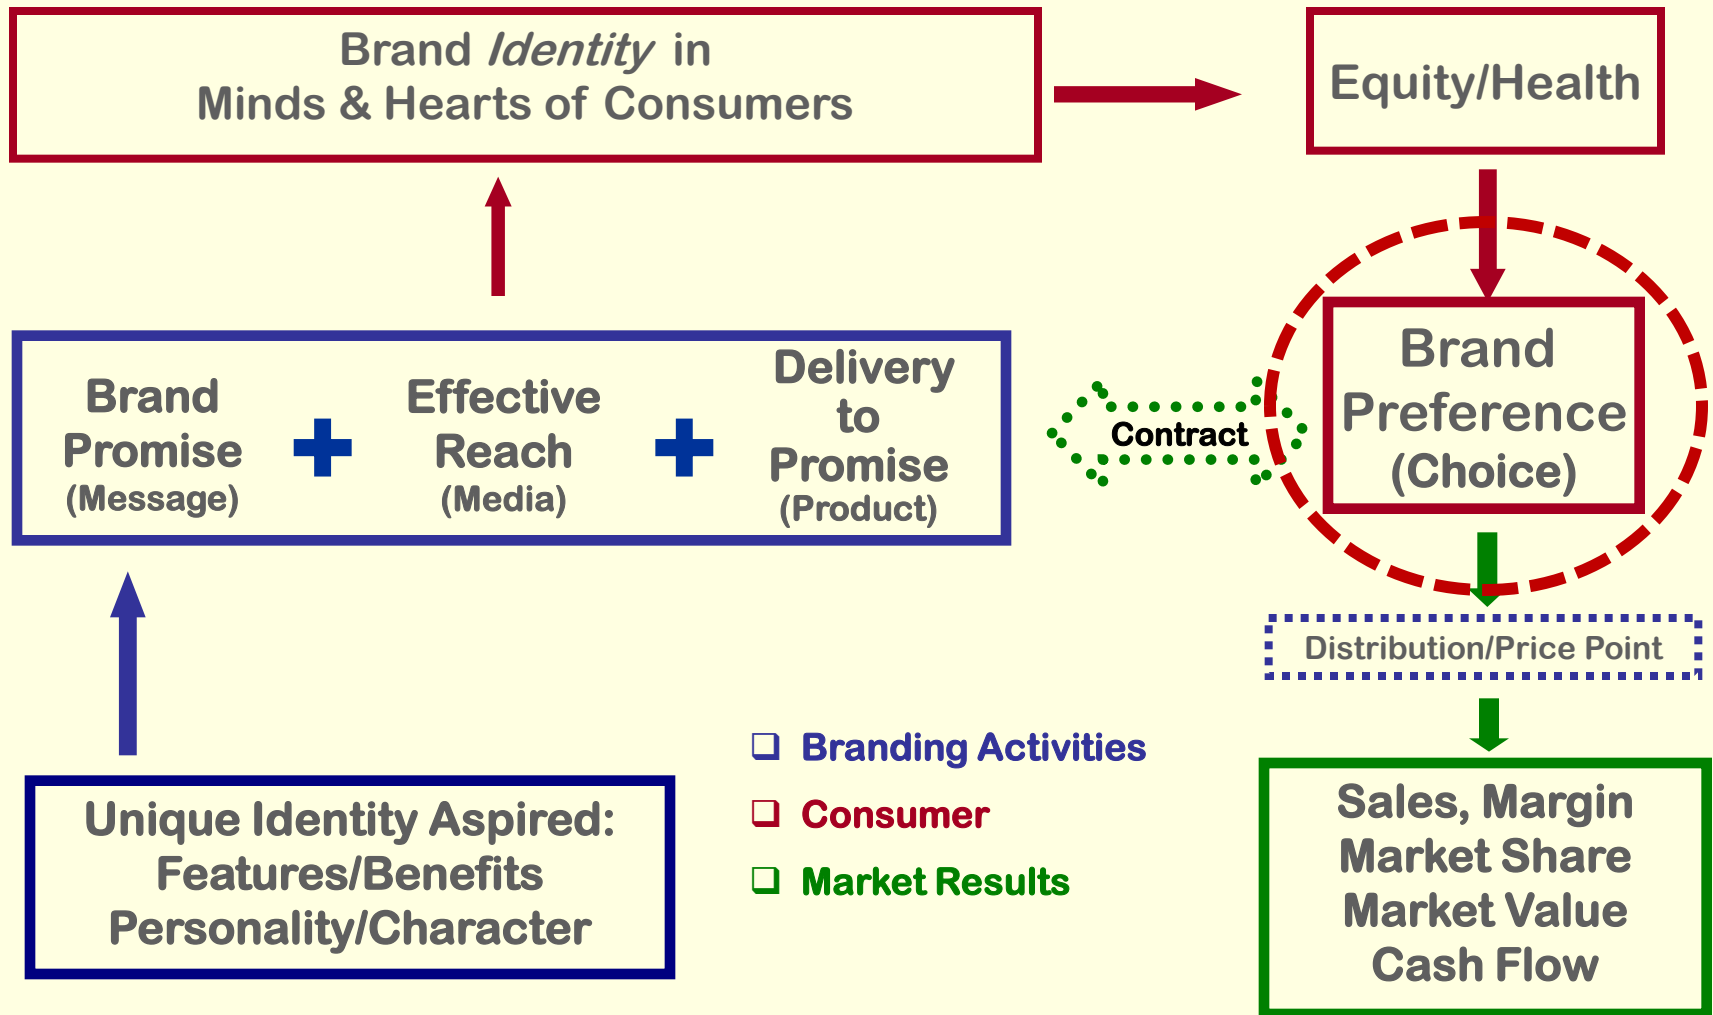 Brand Identity in
Minds & Hearts of Consumers
Equity/Health
Brand
Promise
(Message)
Effective
Reach
(Media)
Delivery
to
Promise
(Product)
Contract
Brand
Preference
(Choice)
Distribution/Price Point
Unique Identity Aspired:
Features/Benefits
Personality/Character
Branding Activities
Consumer
Market Results
Sales, Margin
Market Share
Market Value
Cash Flow